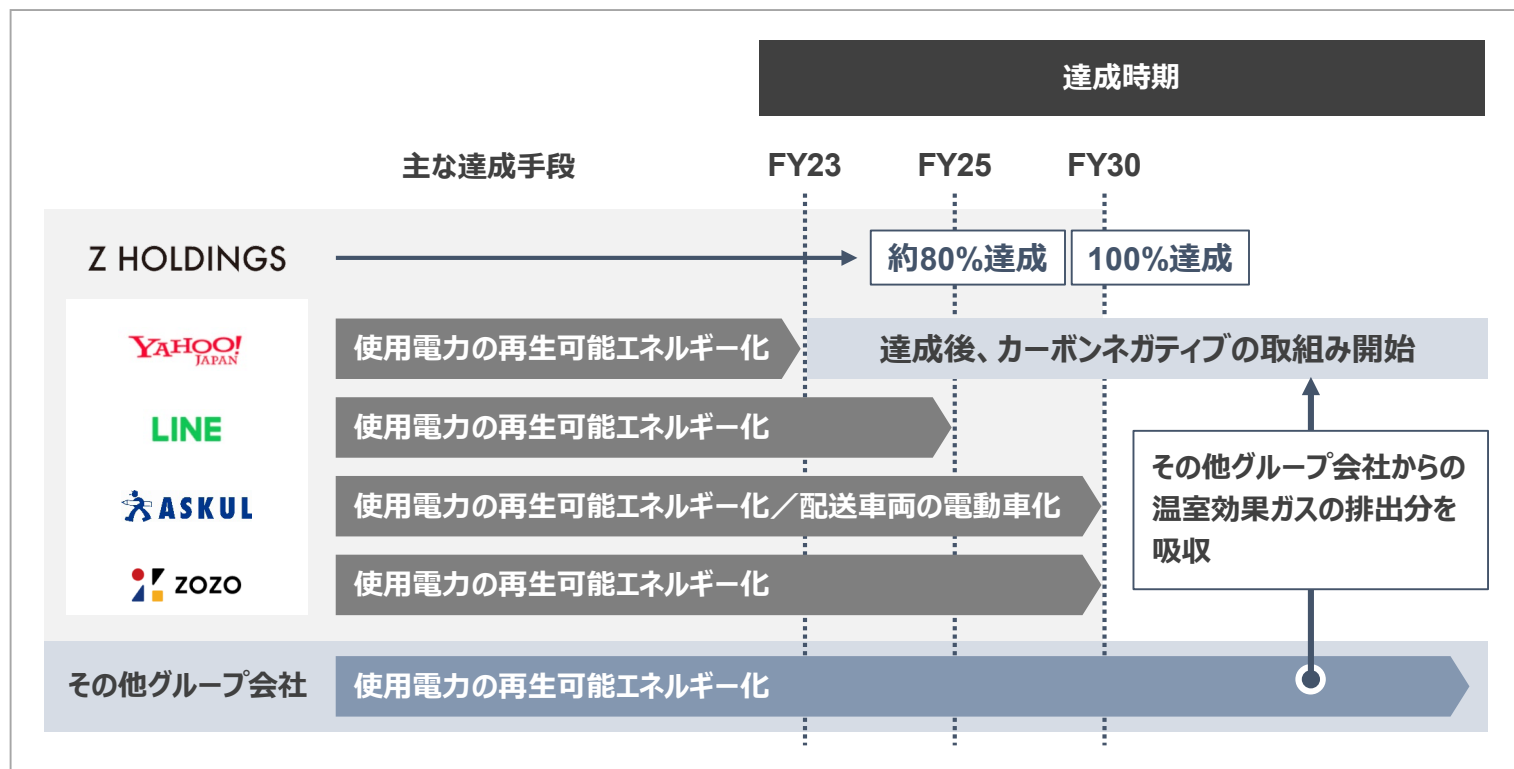 達成時期
主な達成手段
FY23
FY25
FY30
Z HOLDINGS
約80%達成
100%達成
YAHOO!
JAPAN
使用電力の再生可能エネルギー化
達成後、カーボンネガティブの取組み開始
LINE
使用電力の再生可能エネルギー化
ASKUL
使用電力の再生可能エネルギー化／配送車両の電動車化
ZOZO
使用電力の再生可能エネルギー化
その他グループ会社からの
温室効果ガスの排出分を
吸収
その他グループ会社
使用電力の再生可能エネルギー化